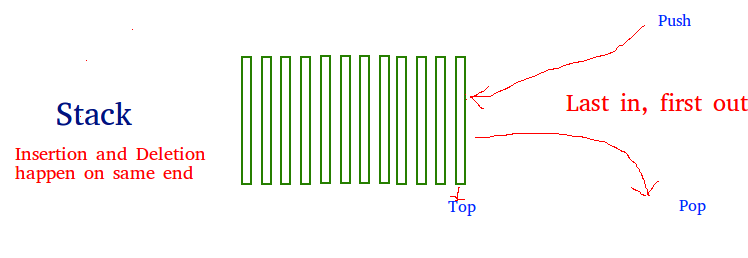 Push
Stack
Last in, first out
Insertion and Deletion
happen on same end
Top
Pop